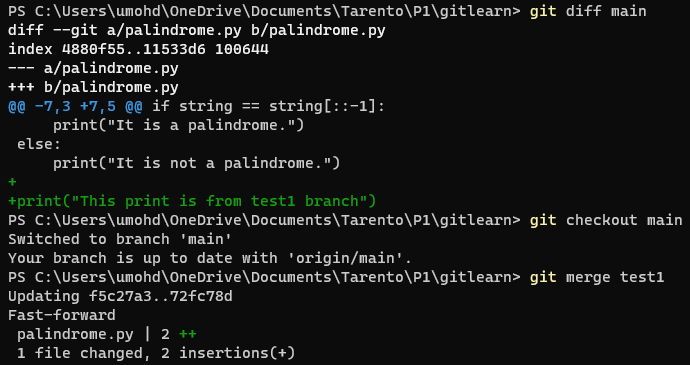 PS C:\Users\umohd\OneDrive\Documents\Tarento\P1\gitlearn> git diff main
diff --git a/palindrome.py b/palindrome.py
index 4880f55..11533d6 100644
--- a/palindrome.py
+++ b/palindrome.py
@@ -7,3 +7,5 @@ if string == string[::-1]:
     print("It is a palindrome.")
 else:
     print("It is not a palindrome.")
+
+print("This print is from test1 branch")
PS C:\Users\umohd\OneDrive\Documents\Tarento\P1\gitlearn> git checkout main
Switched to branch 'main'
Your branch is up to date with 'origin/main'.
PS C:\Users\umohd\OneDrive\Documents\Tarento\P1\gitlearn> git merge test1
Updating f5c27a3..72fc78d
Fast-forward
 palindrome.py | 2 ++
 1 file changed, 2 insertions(+)